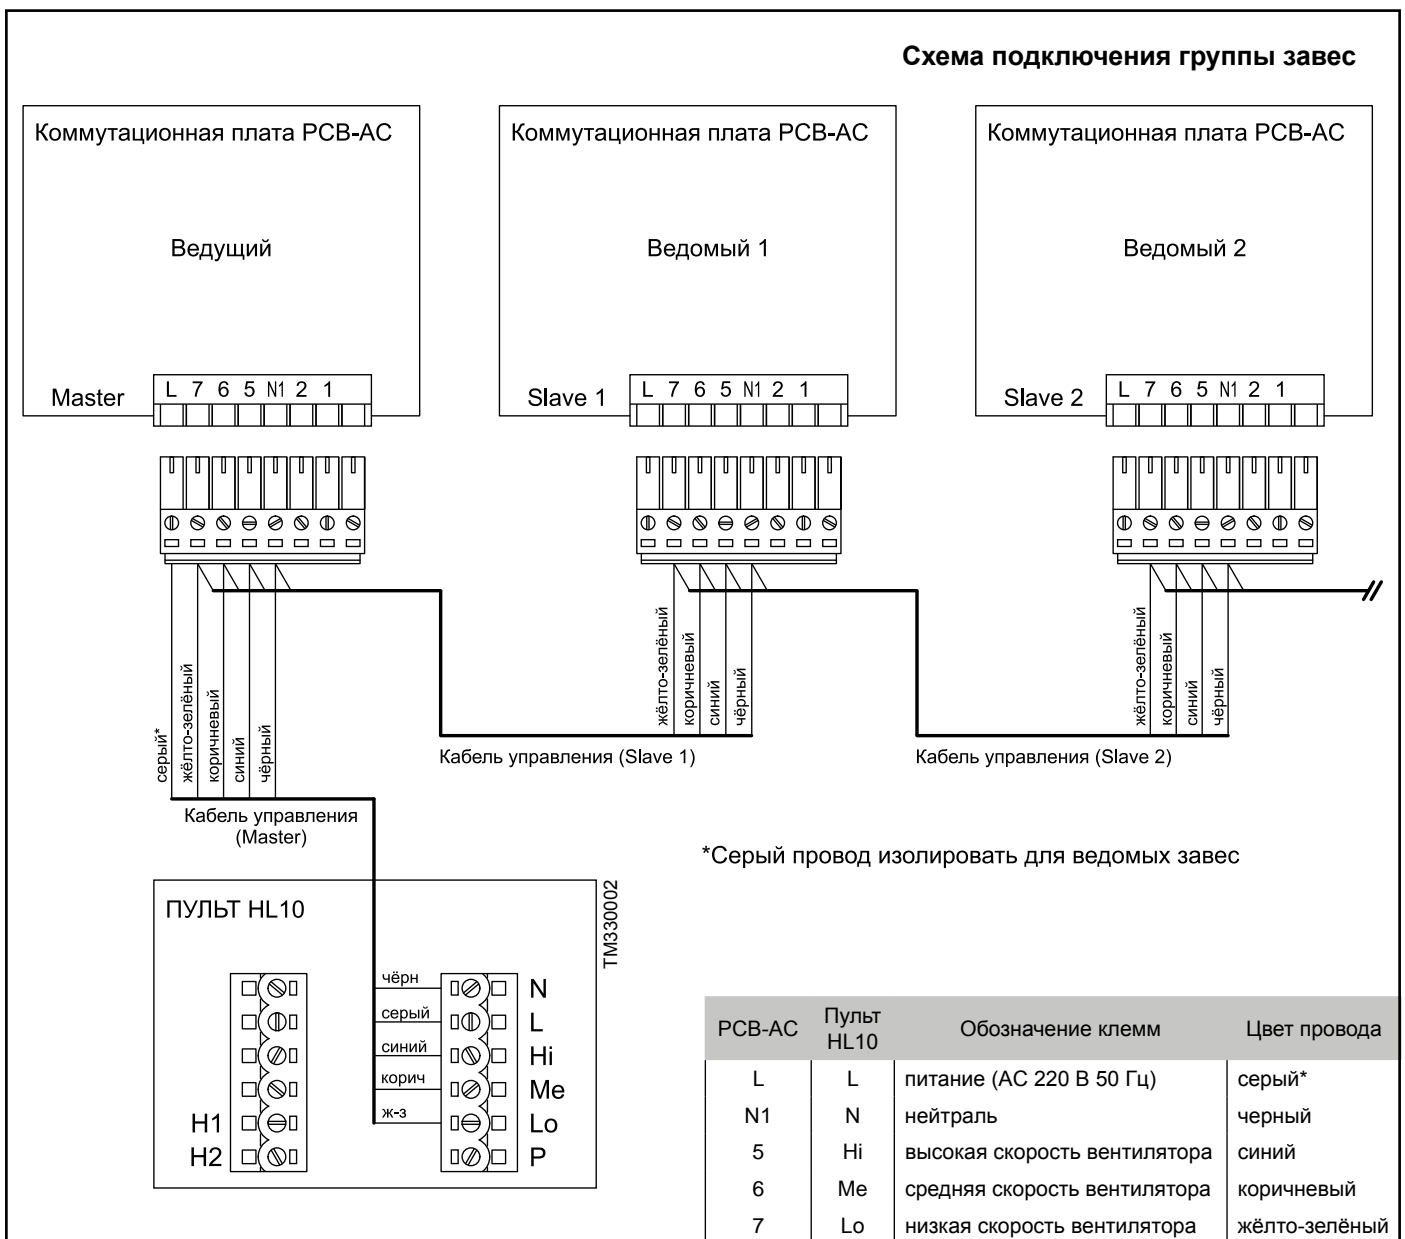 Схема подключения группы завес
Коммутационная плата PCB-AC
Ведущий
Master
L 7 6 5 N1 2 1
Коммутационная плата PCB-AC
Ведомый 1
Slave 1
L 7 6 5 N1 2 1
Коммутационная плата PCB-AC
Ведомый 2
Slave 2
L 7 6 5 N1 2 1
серый*
жёлто-зелёный
коричневый
синий
чёрный
жёлто-зелёный
коричневый
синий
чёрный
жёлто-зелёный
коричневый
синий
чёрный
Кабель управления (Slave 1)
Кабель управления (Slave 2)
Кабель управления
(Master)
*Серый провод изолировать для ведомых завес
ПУЛЬТ HL10
TM330002
чёрн N
серый L
синий Hi
корич Me
H1 ж-з Lo
H2 P
PCB-AC Пульт HL10 Обозначение клемм Цвет провода
L L питание (AC 220 В 50 Гц) серый*
N1 N нейтраль черный
5 Hi высокая скорость вентилятора синий
6 Me средняя скорость вентилятора коричневый
7 Lo низкая скорость вентилятора жёлто-зелёный